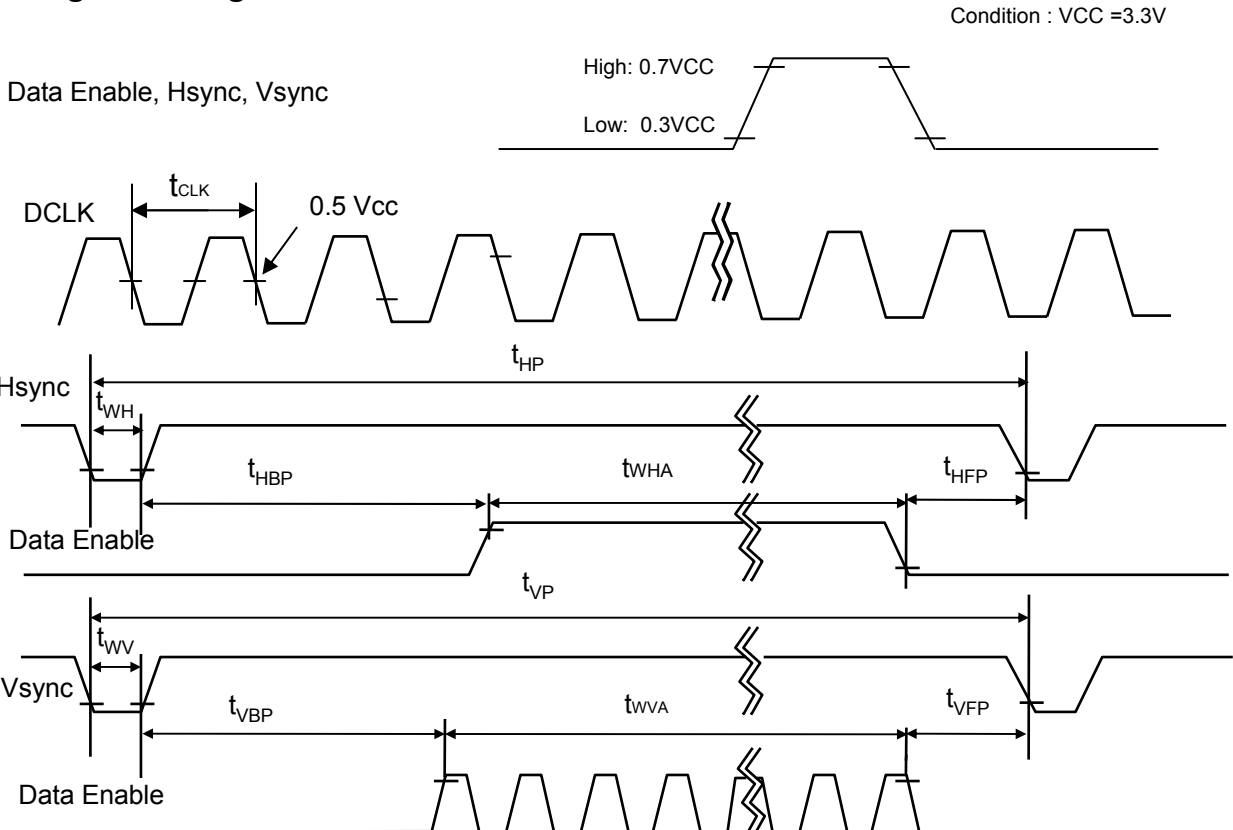 Condition : VCC =3.3V
High: 0.7VCC
Data Enable, Hsync, Vsync
Low: 0.3VCC
tCLK
DCLK
0.5 Vcc
tHP
Hsync
tWH
tHBP
tWHA
tHFP
Data Enable
tVP
tWV
Vsync
tVBP
tWVA
tVFP
Data Enable